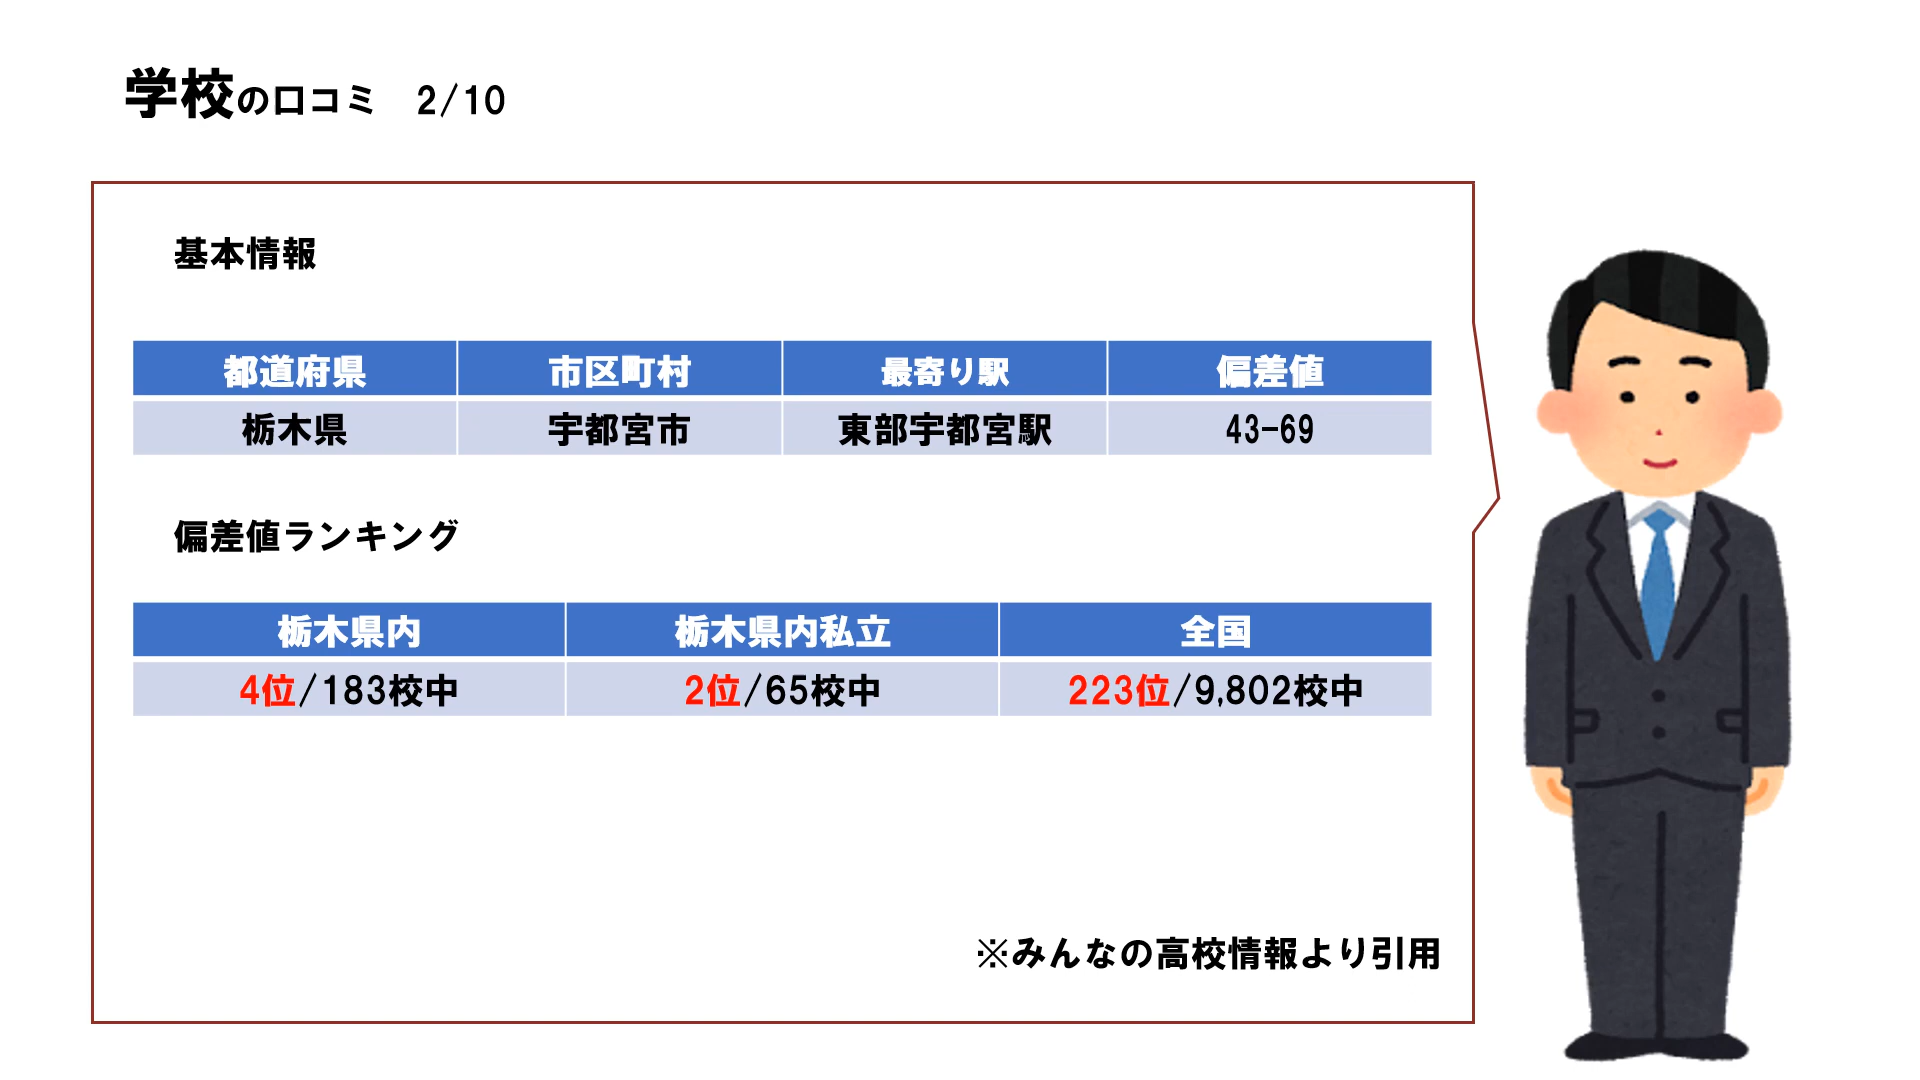 学校の口コミ　2/10
基本情報
都道府県 市区町村 最寄り駅 偏差値
栃木県 宇都宮市 東部宇都宮駅 43-69
偏差値ランキング
栃木県内 栃木県内私立 全国
4位/183校中 2位/65校中 223位/9,802校中
※みんなの高校情報より引用